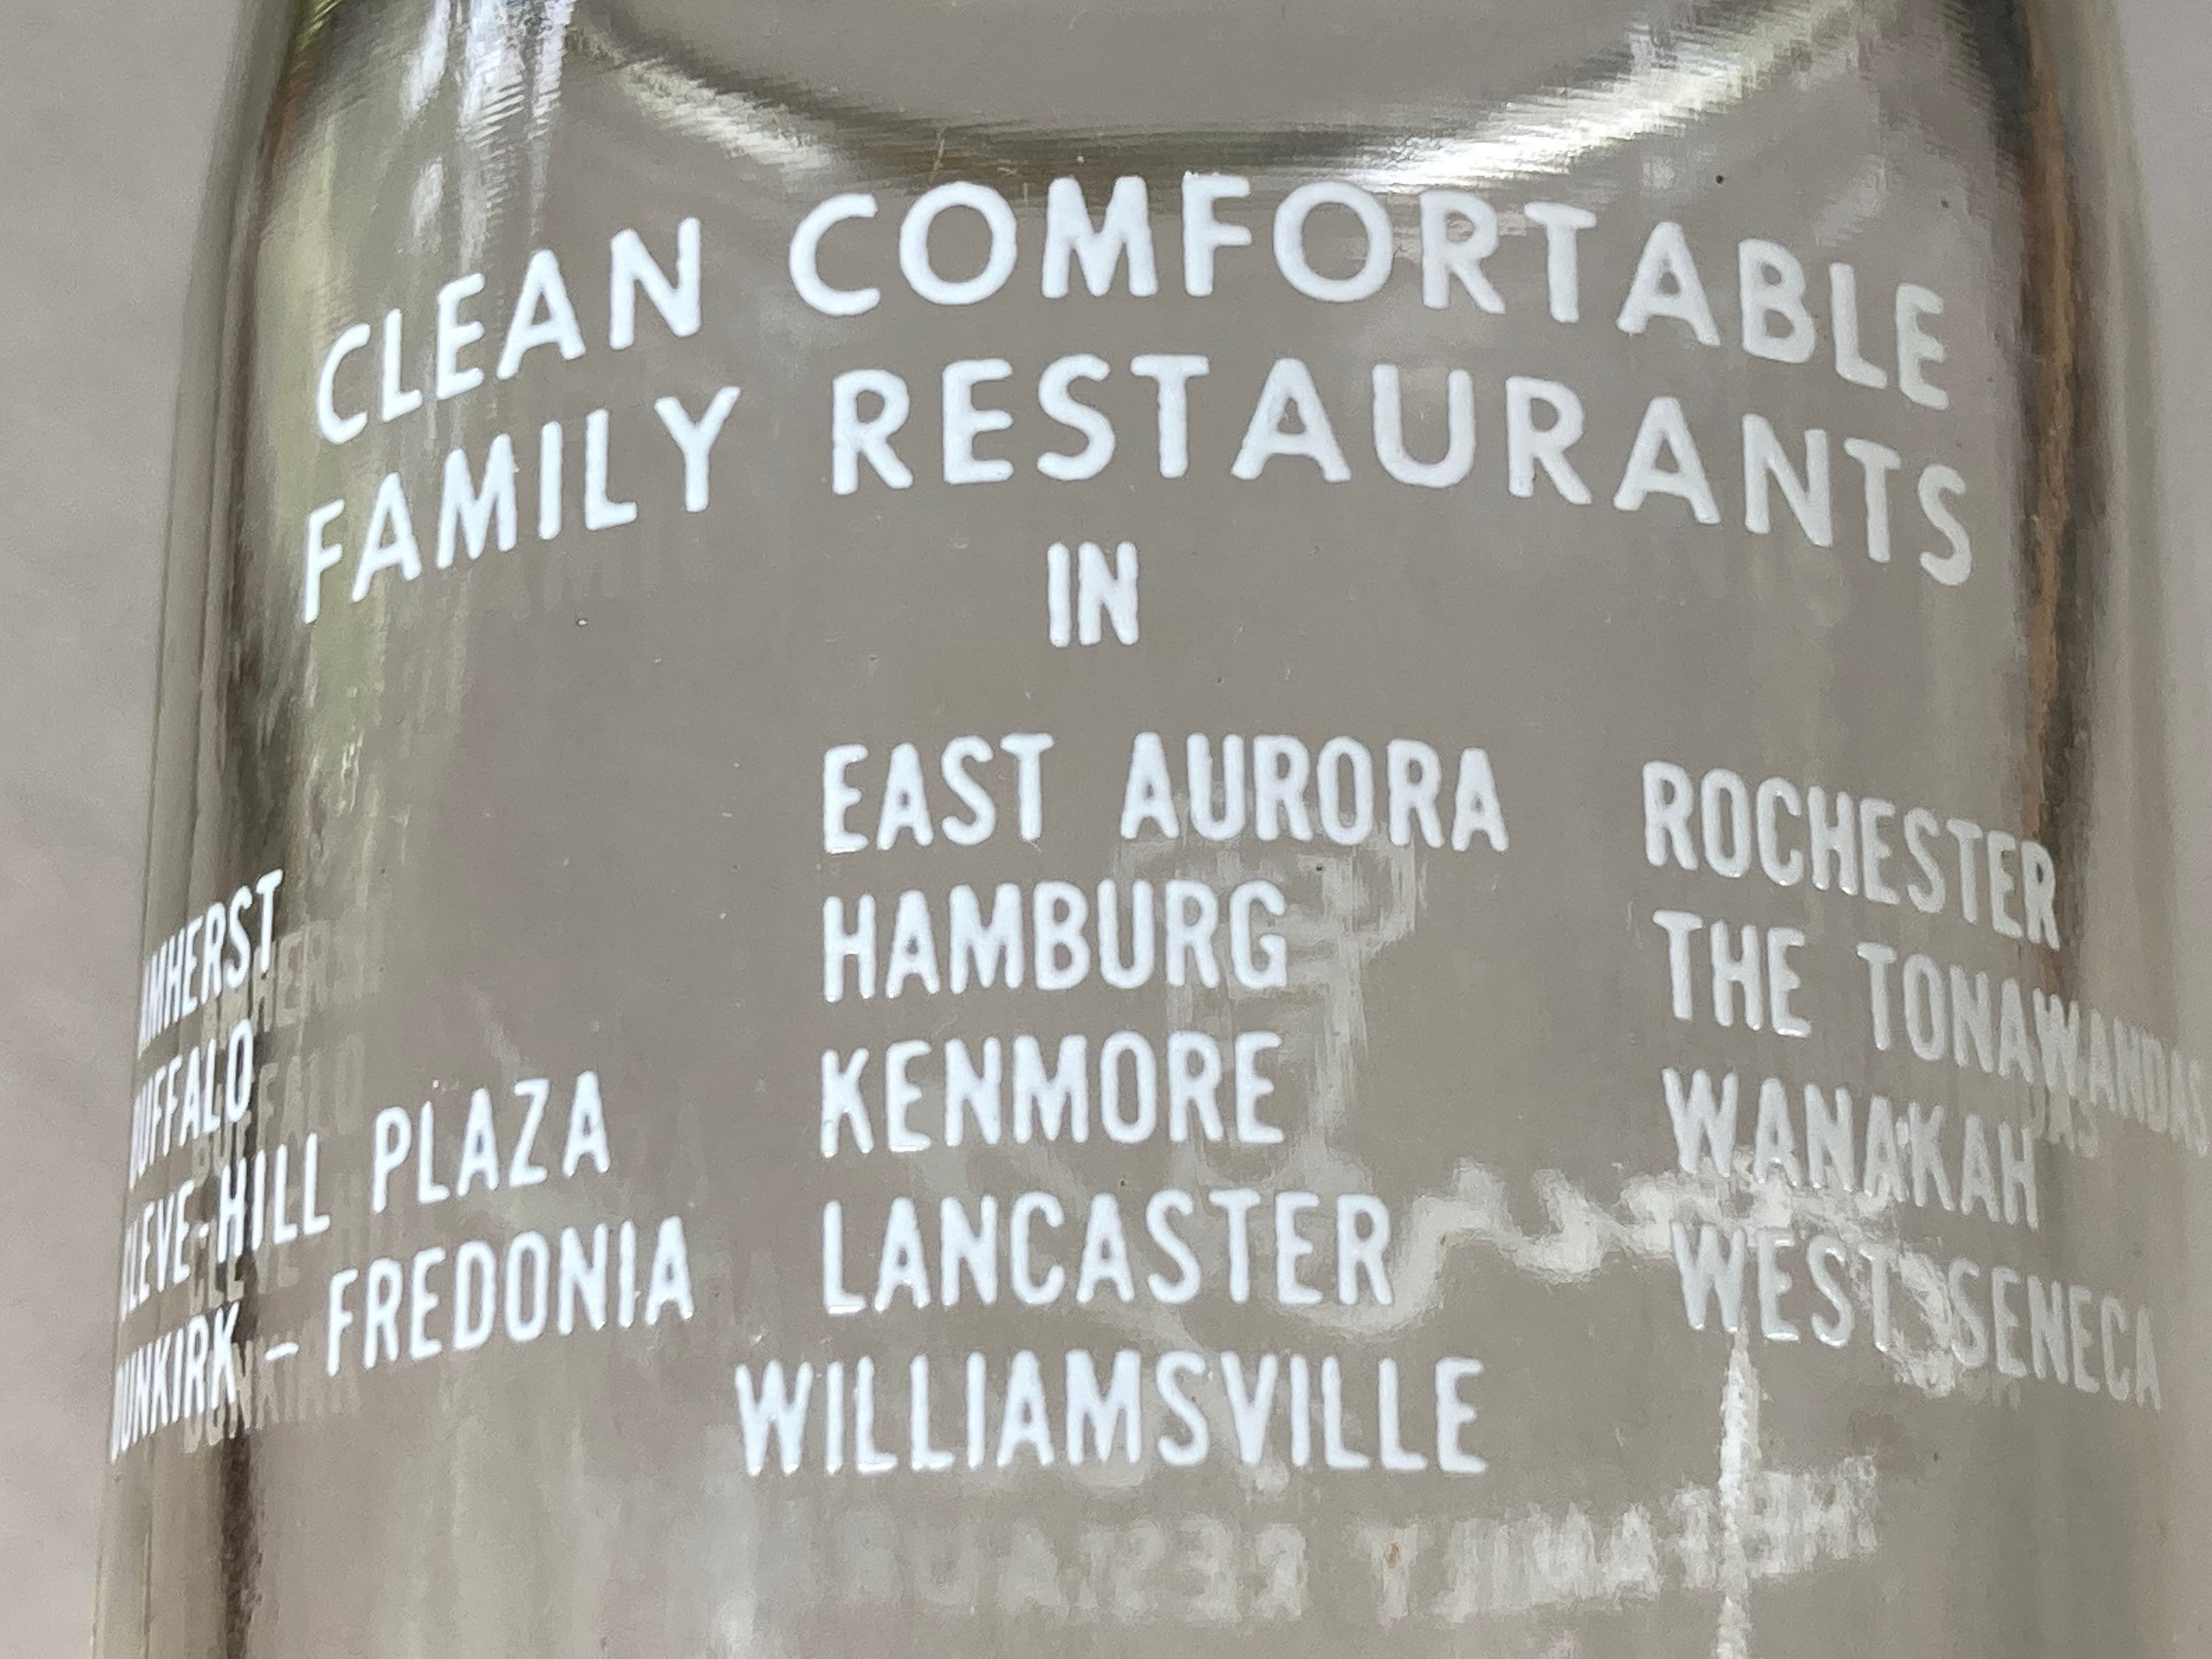 CLEAN COMFORTABLE
FAMILY RESTAURANTS
IN
AMHERST
BUFFALO
CLEVE-HILL PLAZA
DUNKIRK – FREDONIA
EAST AURORA
HAMBURG
KENMORE
LANCASTER
WILLIAMSVILLE
ROCHESTER
THE TONAWANDAS
WANAKAH
WEST SENECA